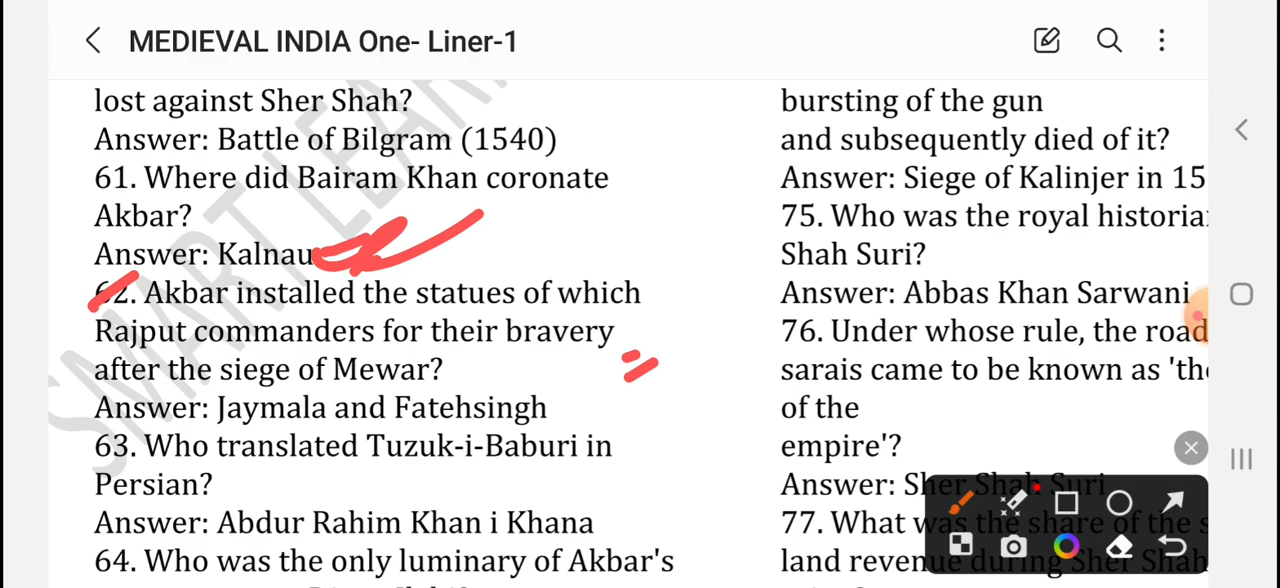 MEDIEVAL INDIA One- Liner-1
lost against Sher Shah?
Answer: Battle of Bilgram (1540)
61. Where did Bairam Khan coronate
Akbar?
Answer: Kalnau
62. Akbar installed the statues of which
Rajput commanders for their bravery
after the siege of Mewar?
Answer: Jaymala and Fatehsingh
63. Who translated Tuzuk-i-Baburi in
Persian?
Answer: Abdur Rahim Khan i Khana
64. Who was the only luminary of Akbar's
bursting of the gun
and subsequently died of it?
Answer: Siege of Kalinjer in 15
75. Who was the royal historia
Shah Suri?
Answer: Abbas Khan Sarwani
76. Under whose rule, the road
sarais came to be known as 'the
of the
empire'?
Answer: Sher Shah Suri
77. What was the share of the s
land revenue during Sher Shah
SMART LEAR